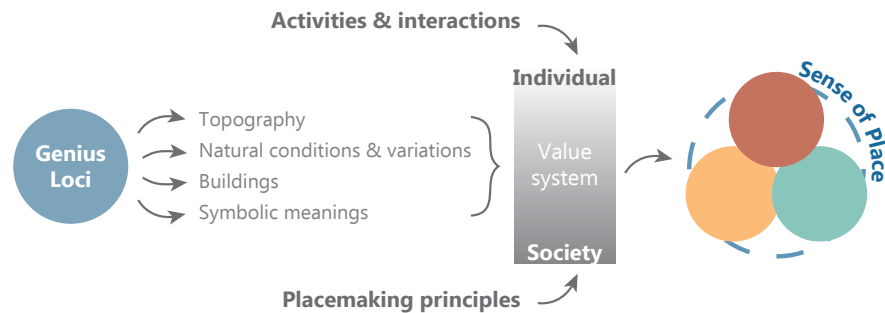 Activities & interactions
Genius
Loci
Topography
Natural conditions & variations
Buildings
Symbolic meanings
Individual
Value
system
Society
Placemaking principles
Sense of Place